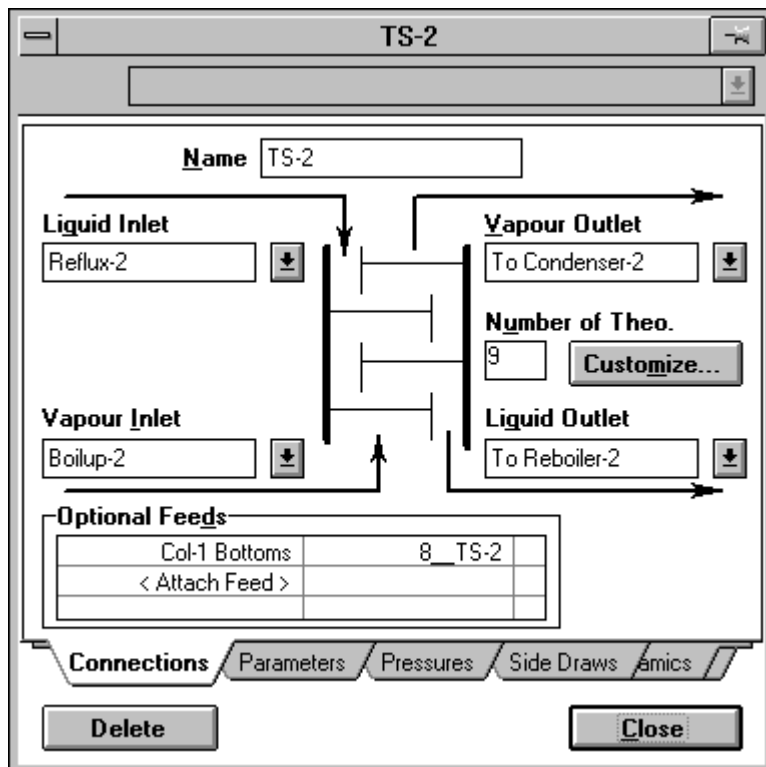 TS-2
Name TS-2
Liquid Inlet
Reflux-2
Vapour Outlet
To Condenser-2
Number of Theo.
9 Customize...
Vapour Inlet
Boilup-2
Liquid Outlet
To Reboiler-2
Optional Feeds
Col-1 Bottoms 8__TS-2
< Attach Feed >
Connections Parameters Pressures Side Draws amics
Delete Close